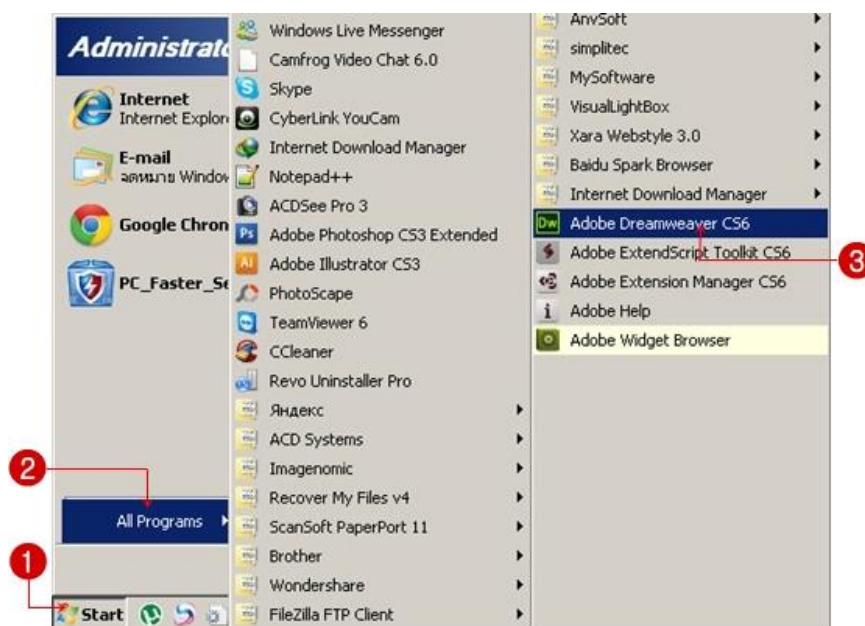 Administrat
Internet
Internet Explor
E-mail
จดหมาย Window
Google Chron
PC_Faster_Se
2
All Programs
1
Start
Windows Live Messenger
Camfrog Video Chat 6.0
Skype
CyberLink YouCam
Internet Download Manager
Notepad++
ACDSee Pro 3
Ps Adobe Photoshop CS3 Extended
Ai Adobe Illustrator CS3
PhotoScape
TeamViewer 6
CCleaner
Revo Uninstaller Pro
Яндекс
ACD Systems
Imagenomic
Recover My Files v4
ScanSoft PaperPort 11
Brother
Wondershare
FileZilla FTP Client
AnvSoft
simplitec
MySoftware
VisualLightBox
Xara Webstyle 3.0
Baidu Spark Browser
Internet Download Manager
Dw Adobe Dreamweaver CS6
3
Adobe ExtendScript Toolkit CS6
Adobe Extension Manager CS6
Adobe Help
Adobe Widget Browser